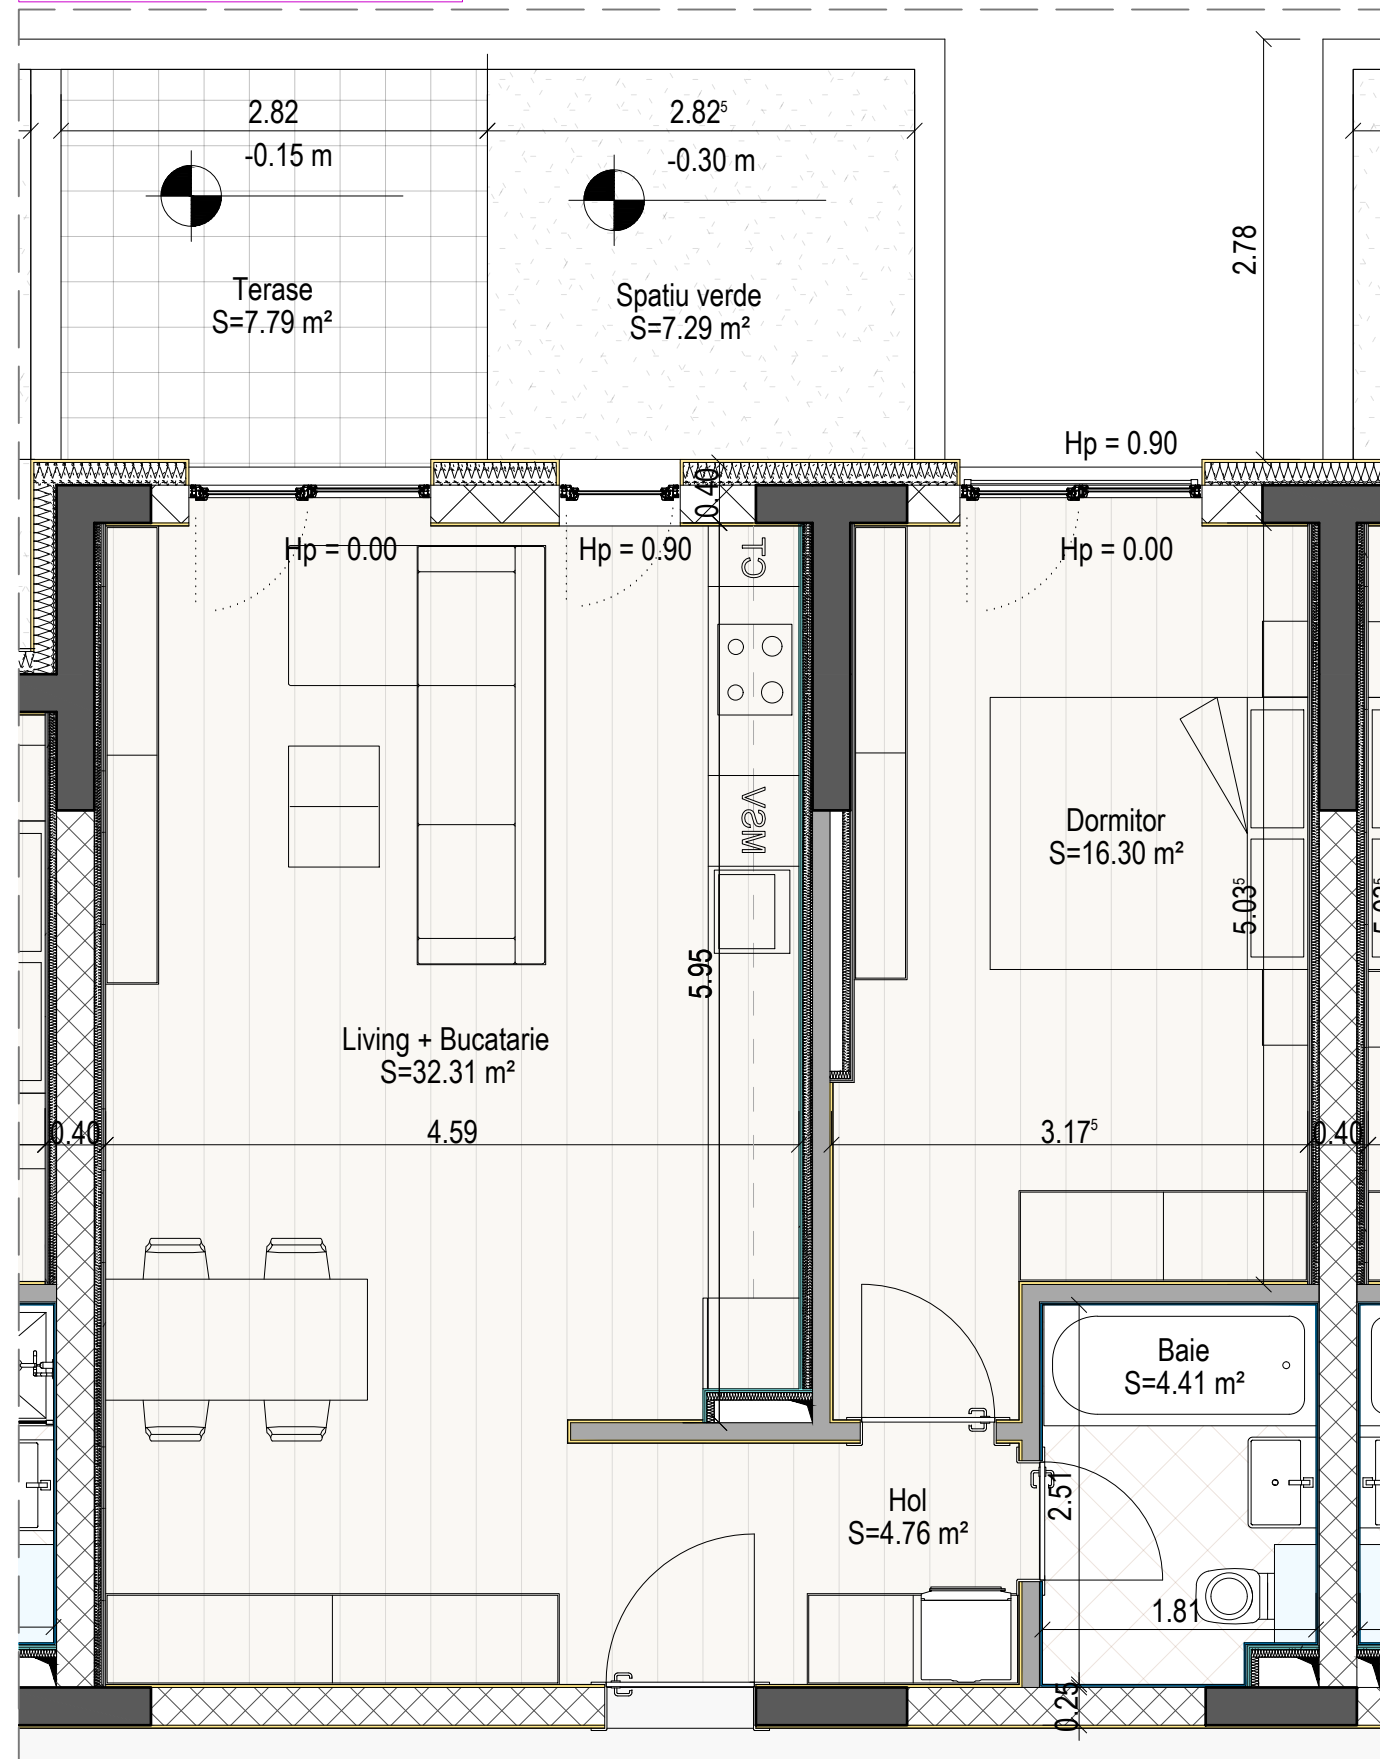 2.82
2.82⁵
-0.15 m
-0.30 m
2.78
Terase
S=7.79 m²
Spatiu verde
S=7.29 m²
Hp = 0.90
0.40
Hp = 0.00
Hp = 0.90
CT
Hp = 0.00
MSV
Dormitor
S=16.30 m²
5.03⁵
5.95
Living + Bucatarie
S=32.31 m²
0.40
4.59
3.17⁵
0.40
Baie
S=4.41 m²
2.51
Hol
S=4.76 m²
1.81
0.25